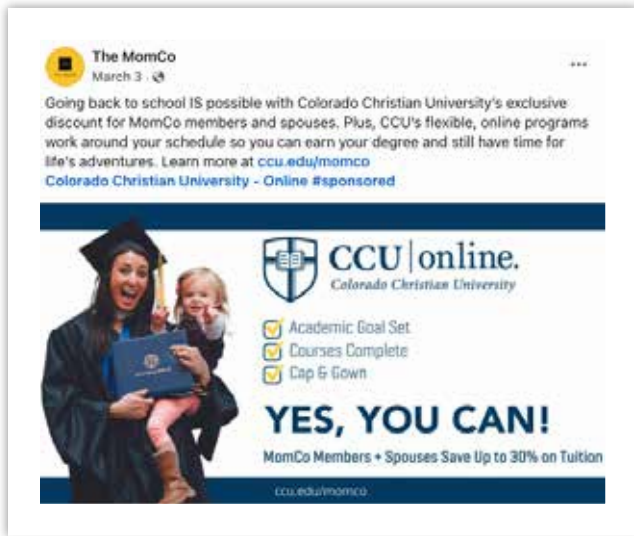 The MomCo
March 3 ·
Going back to school IS possible with Colorado Christian University's exclusive
discount for MomCo members and spouses. Plus, CCU's flexible, online programs
work around your schedule so you can earn your degree and still have time for
life's adventures. Learn more at ccu.edu/momco
Colorado Christian University - Online #sponsored
CCU | online.
Colorado Christian University
Academic Goal Set
Courses Complete
Cap & Gown
YES, YOU CAN!
MomCo Members + Spouses Save Up to 30% on Tuition
ccu.edu/momco